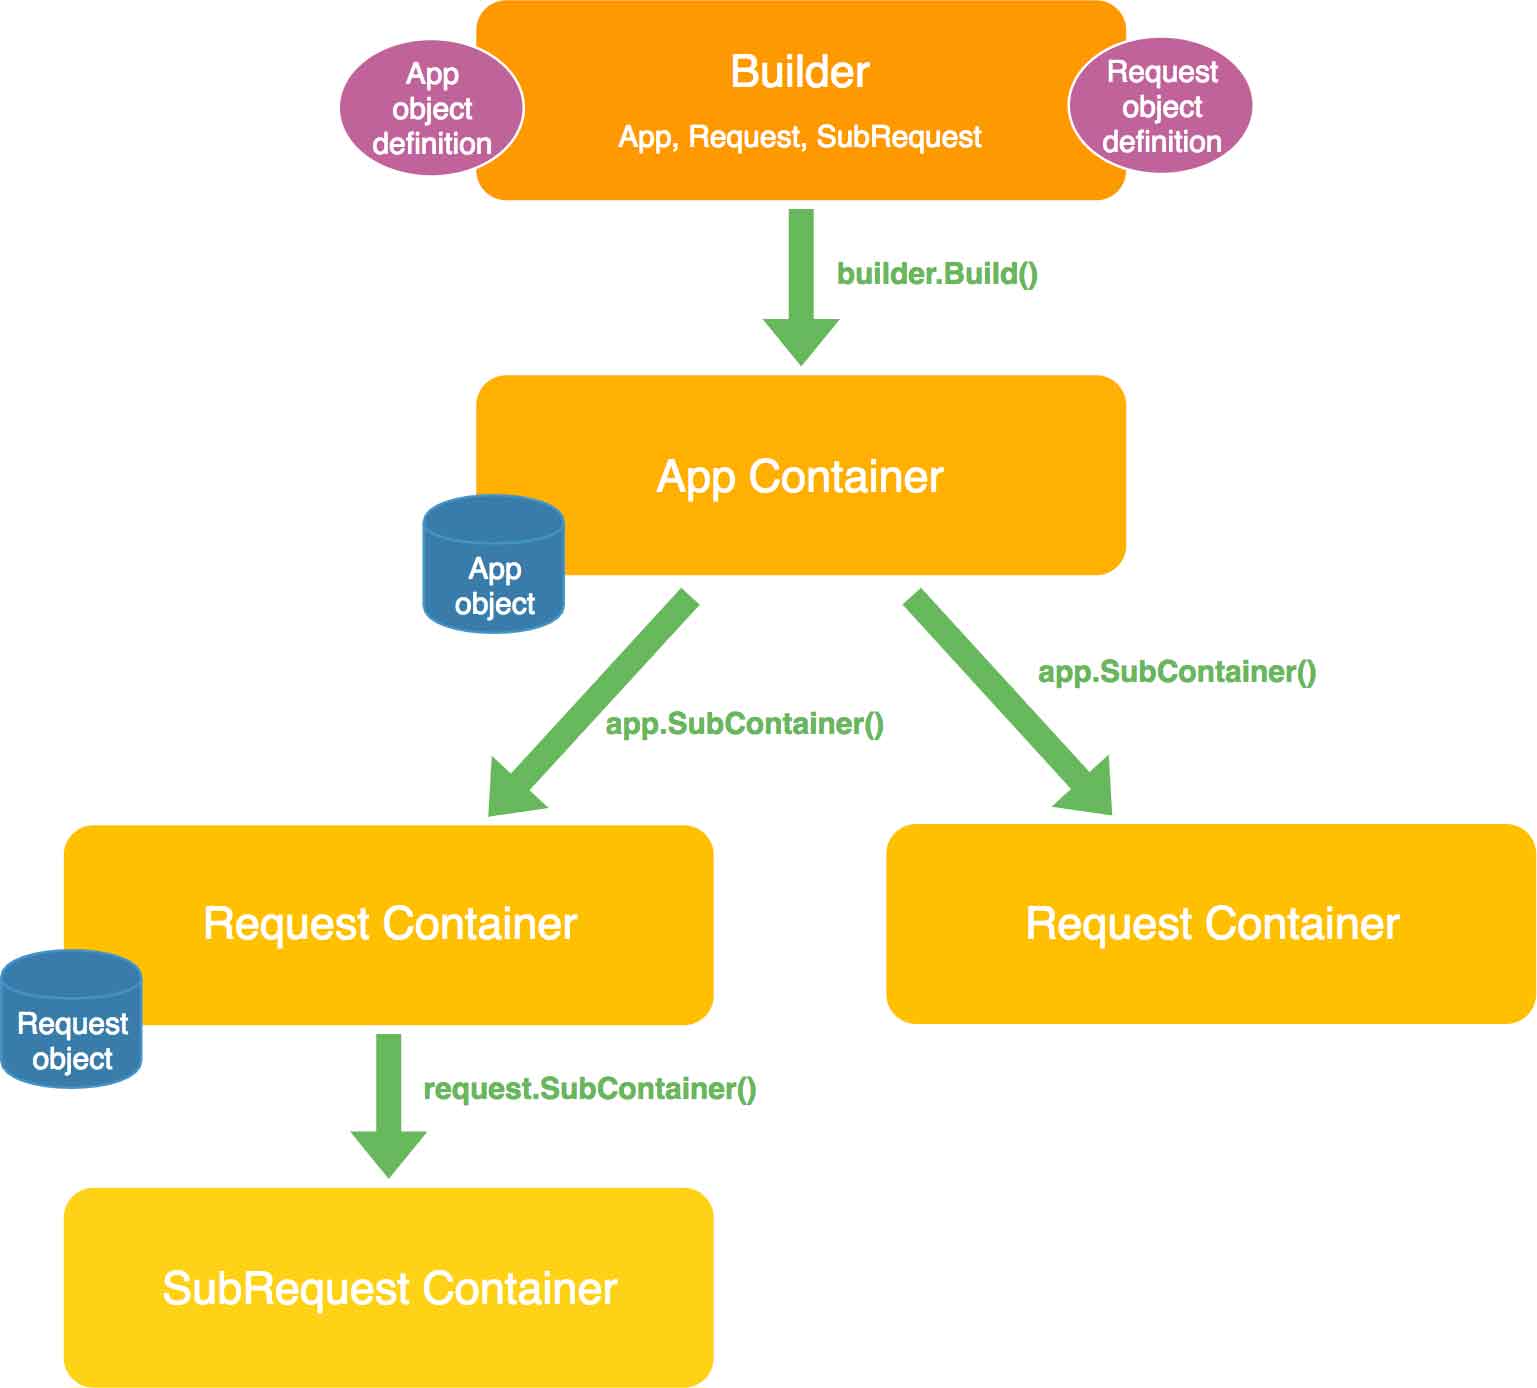 App
object
definition
Builder
App, Request, SubRequest
Request
object
definition
builder.Build()
App Container
App
object
app.SubContainer()
app.SubContainer()
Request Container
Request
object
Request Container
request.SubContainer()
SubRequest Container